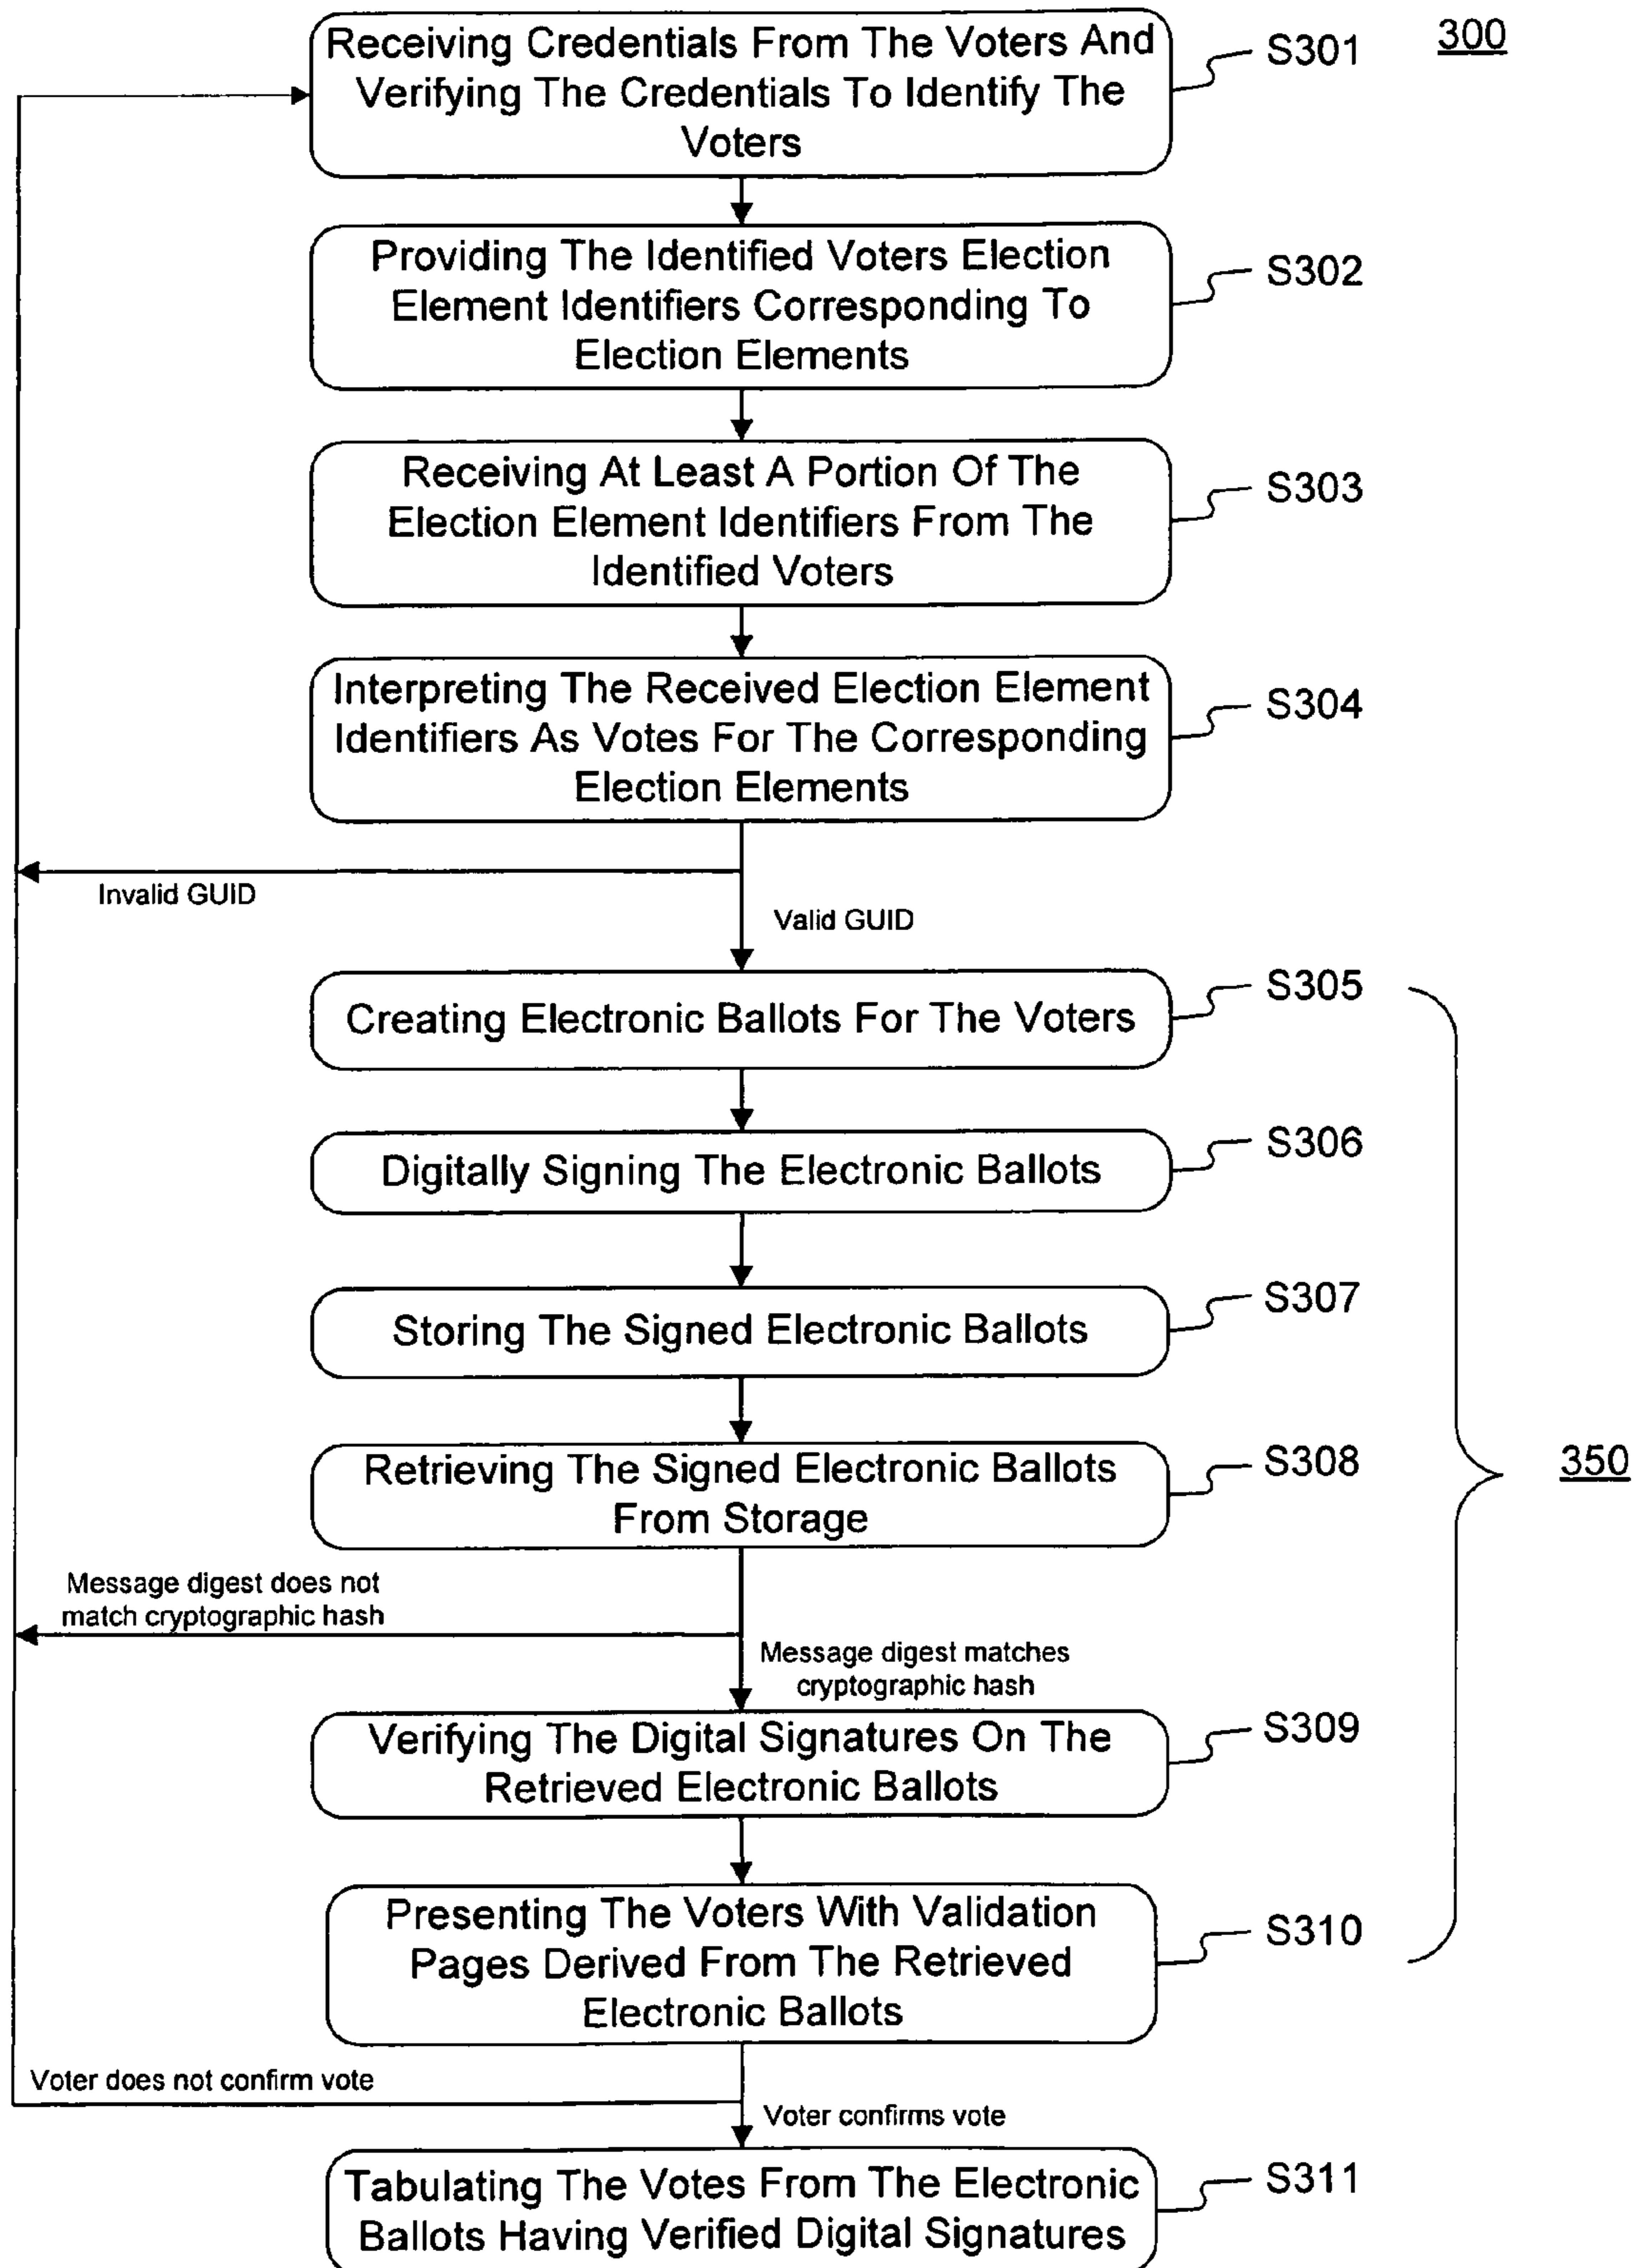 Receiving Credentials From The Voters And
Verifying The Credentials To Identify The
Voters
S301
300
Providing The Identified Voters Election
Element Identifiers Corresponding To
Election Elements
S302
Receiving At Least A Portion Of The
Election Element Identifiers From The
Identified Voters
S303
Interpreting The Received Election Element
Identifiers As Votes For The Corresponding
Election Elements
S304
Invalid GUID
Valid GUID
Creating Electronic Ballots For The Voters
S305
Digitally Signing The Electronic Ballots
S306
Storing The Signed Electronic Ballots
S307
Retrieving The Signed Electronic Ballots
From Storage
S308
350
Message digest does not
match cryptographic hash
Message digest matches
cryptographic hash
Verifying The Digital Signatures On The
Retrieved Electronic Ballots
S309
Presenting The Voters With Validation
Pages Derived From The Retrieved
Electronic Ballots
S310
Voter does not confirm vote
Voter confirms vote
Tabulating The Votes From The Electronic
Ballots Having Verified Digital Signatures
S311